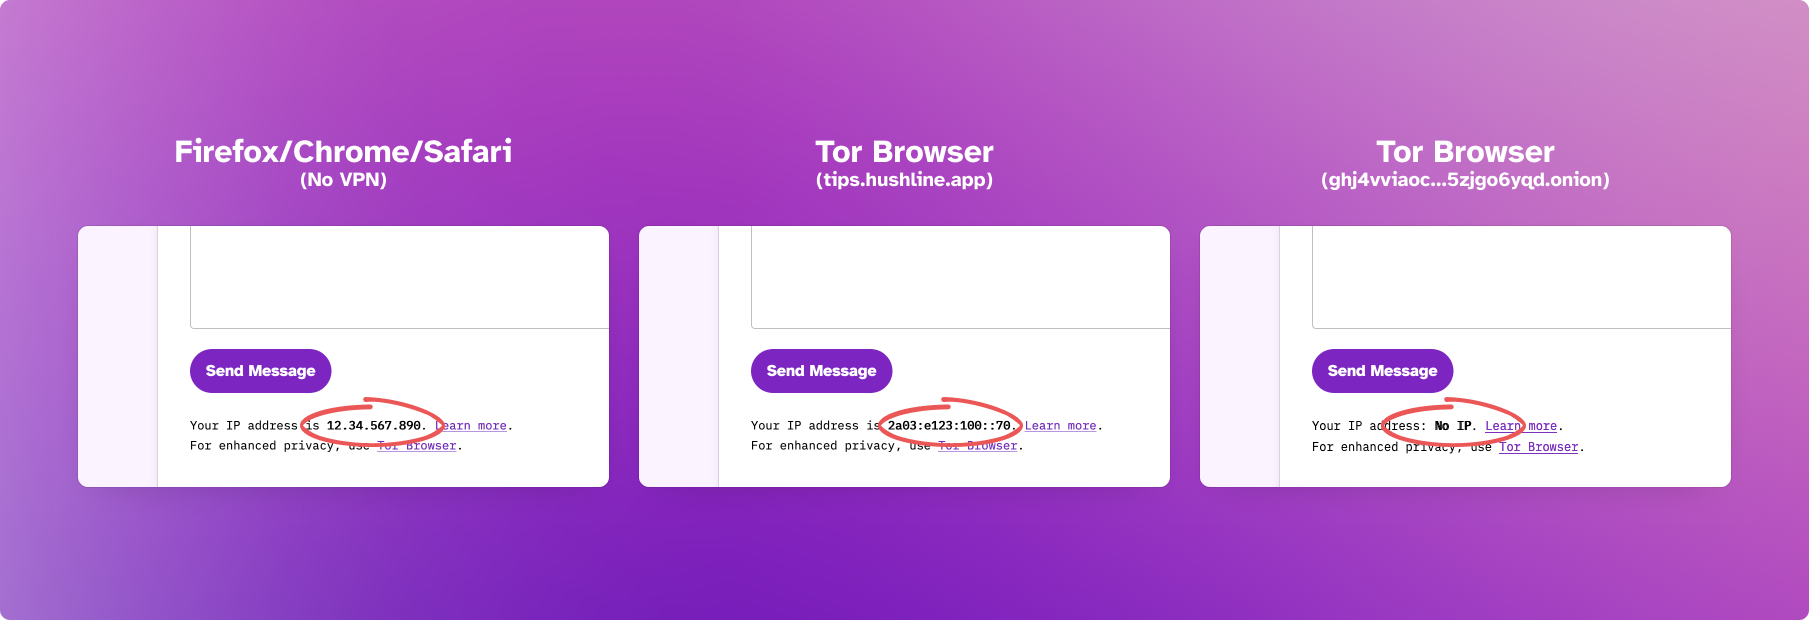 Firefox/Chrome/Safari
(No VPN)
Send Message
Your IP address is 12.34.567.890. Learn more.
For enhanced privacy, use Tor Browser.
Tor Browser
(tips.hushline.app)
Send Message
Your IP address is 2a03:e123:100::70. Learn more.
For enhanced privacy, use Tor Browser.
Tor Browser
(ghj4vviaoc...5zjgo6yqd.onion)
Send Message
Your IP address: No IP. Learn more.
For enhanced privacy, use Tor Browser.